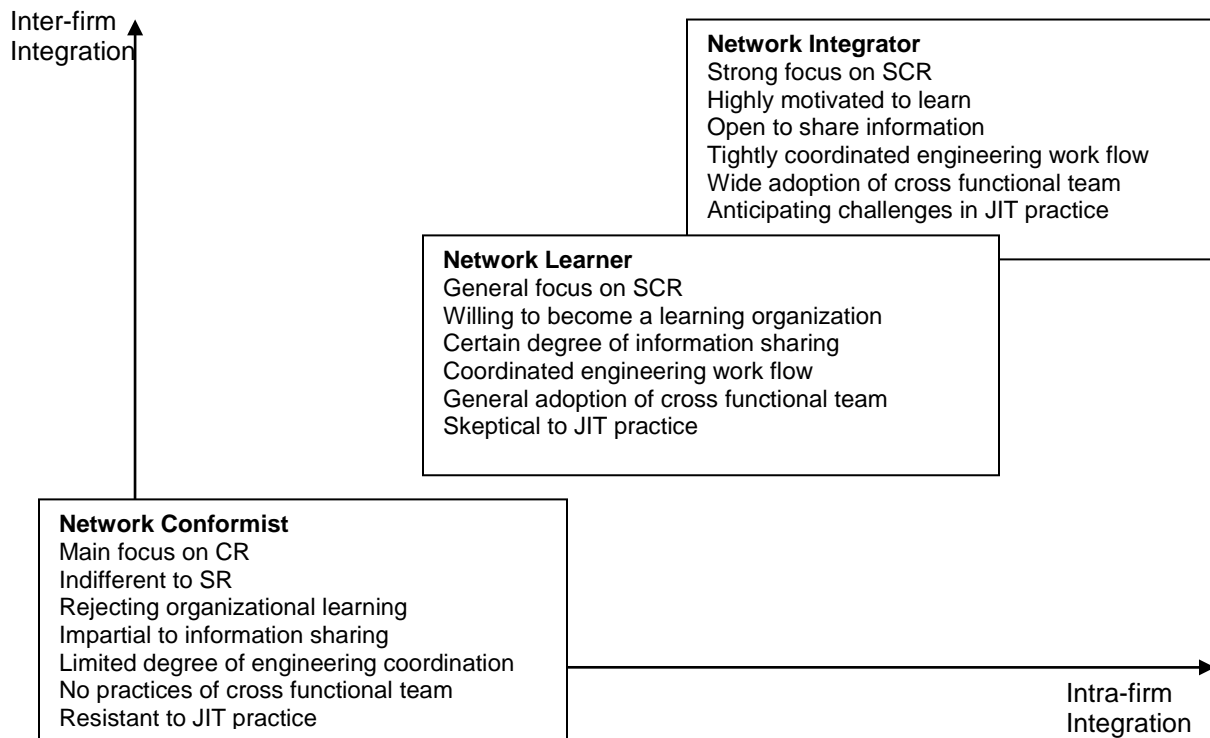 Inter-firm
Integration
Network Integrator
Strong focus on SCR
Highly motivated to learn
Open to share information
Tightly coordinated engineering work flow
Wide adoption of cross functional team
Anticipating challenges in JIT practice
Network Learner
General focus on SCR
Willing to become a learning organization
Certain degree of information sharing
Coordinated engineering work flow
General adoption of cross functional team
Skeptical to JIT practice
Network Conformist
Main focus on CR
Indifferent to SR
Rejecting organizational learning
Impartial to information sharing
Limited degree of engineering coordination
No practices of cross functional team
Resistant to JIT practice
Intra-firm
Integration